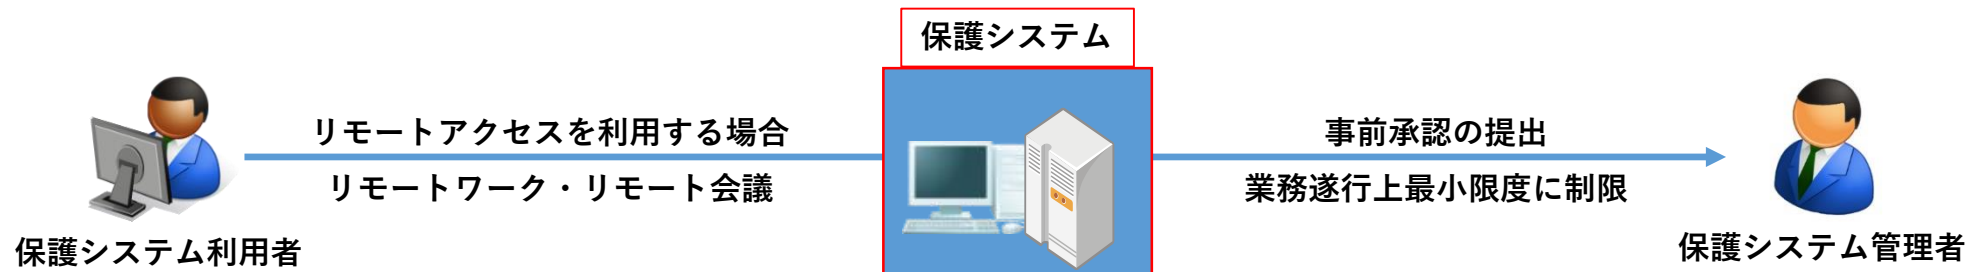 保護システム
リモートアクセスを利用する場合
リモートワーク・リモート会議
事前承認の提出
業務遂行上最小限度に制限
保護システム利用者
保護システム管理者